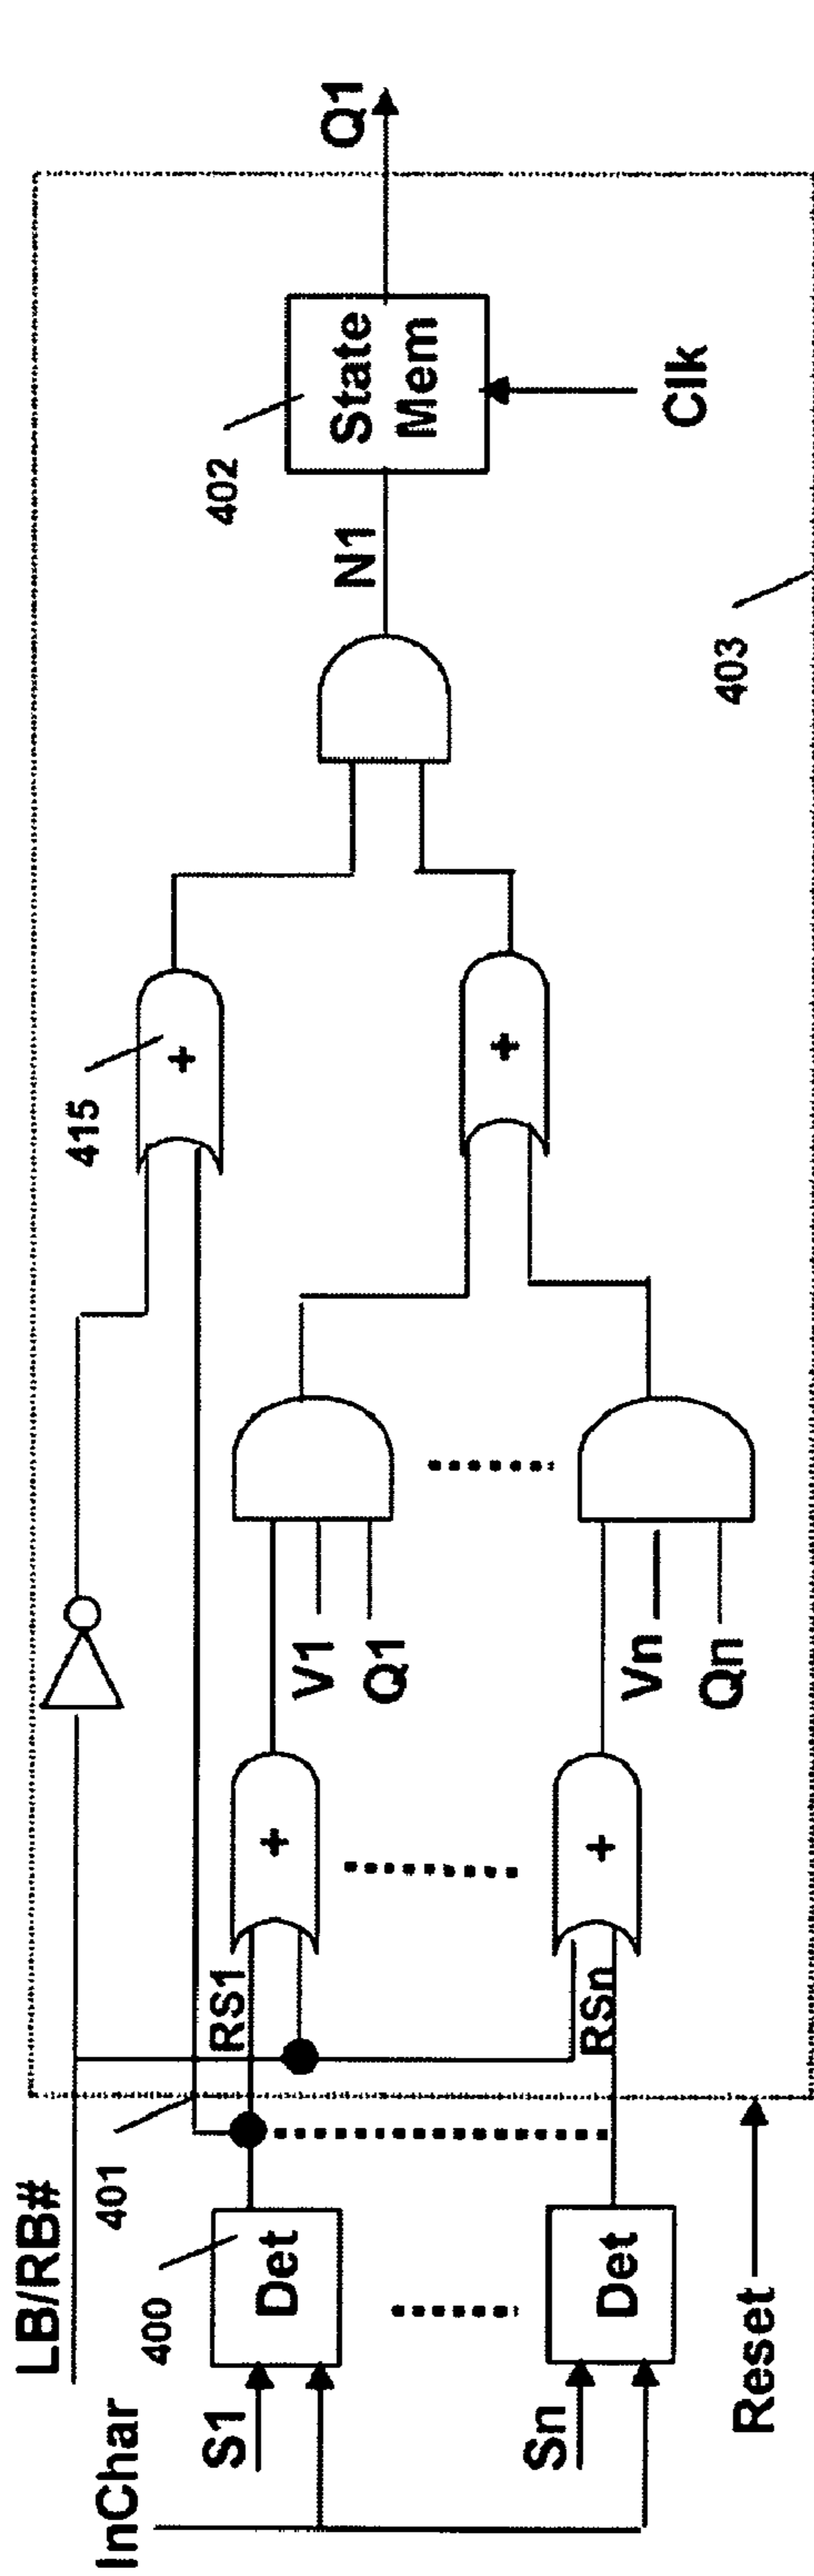 LB/RB#
InChar
S1
Sn
400
401
Det
Det
Reset
RS1
RSn
+
+
V1
Q1
Vn
Qn
415
+
+
N1
402
State
Mem
Clk
403
Q1